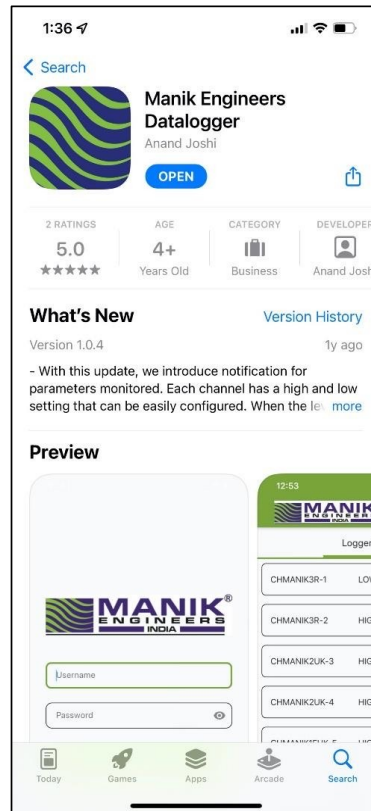 1:36
Search
Manik Engineers
Datalogger
Anand Joshi
OPEN
2 RATINGS
AGE
CATEGORY
DEVELOPER
5.0
4+
Years Old
Business
Anand Josh
What's New
Version History
Version 1.0.4
1y ago
- With this update, we introduce notification for
parameters monitored. Each channel has a high and low
setting that can be easily configured. When the le
more
Preview
MANIK®
ENGINEERS
INDIA
Username
Password
12:53
MANIK
ENGINEERS
INDIA
Logger
CHMANIK3R-1 LOW
CHMANIK3R-2 HIG
CHMANIK2UK-3 HIG
CHMANIK2UK-4 HIG
Today
Games
Apps
Arcade
Search